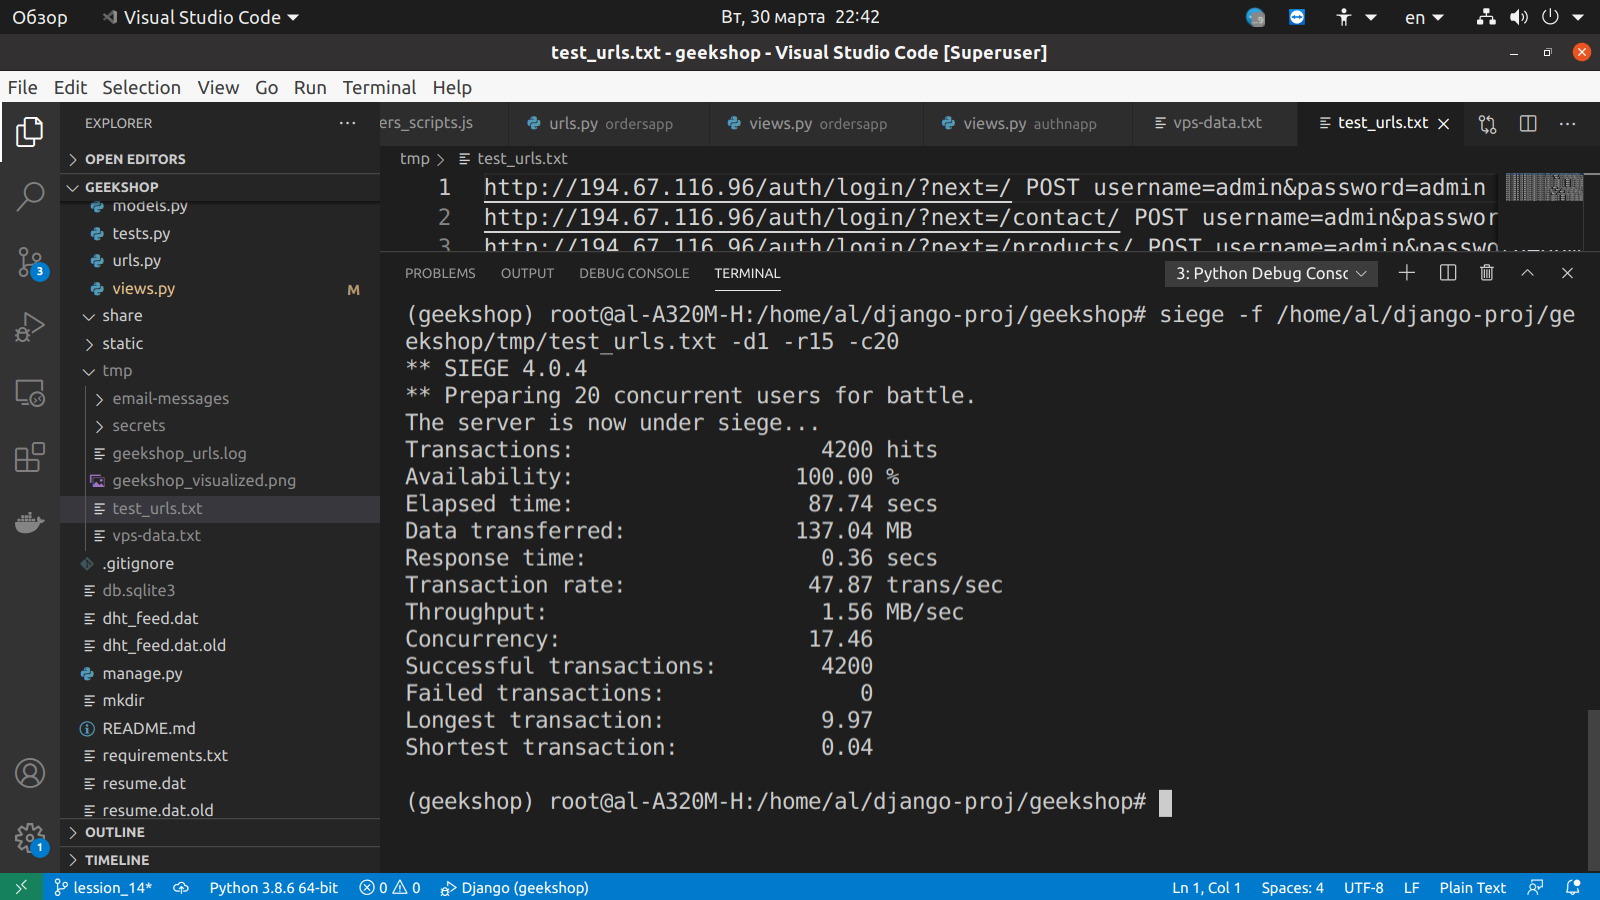 Обзор Visual Studio Code Вт, 30 марта 22:42 en
test_urls.txt - geekshop - Visual Studio Code [Superuser]
File Edit Selection View Go Run Terminal Help
EXPLORER
OPEN EDITORS
GEEKSHOP
models.py
tests.py
urls.py
views.py M
share
static
tmp
email-messages
secrets
geekshop_urls.log
geekshop_visualized.png
test_urls.txt
vps-data.txt
.gitignore
db.sqlite3
dht_feed.dat
dht_feed.dat.old
manage.py
mkdir
README.md
requirements.txt
resume.dat
resume.dat.old
OUTLINE
TIMELINE
3
1
ers_scripts.js urls.py ordersapp views.py ordersapp views.py authnapp vps-data.txt test_urls.txt
tmp > test_urls.txt
1 http://194.67.116.96/auth/login/?next=/ POST username=admin&password=admin
2 http://194.67.116.96/auth/login/?next=/contact/ POST username=admin&passwor
3 http://194.67.116.96/auth/login/?next=/products/ POST username=admin&passwo
PROBLEMS OUTPUT DEBUG CONSOLE TERMINAL 3: Python Debug Consc
(geekshop) root@al-A320M-H:/home/al/django-proj/geekshop# siege -f /home/al/django-proj/ge
ekshop/tmp/test_urls.txt -d1 -r15 -c20
** SIEGE 4.0.4
** Preparing 20 concurrent users for battle.
The server is now under siege...
Transactions: 4200 hits
Availability: 100.00 %
Elapsed time: 87.74 secs
Data transferred: 137.04 MB
Response time: 0.36 secs
Transaction rate: 47.87 trans/sec
Throughput: 1.56 MB/sec
Concurrency: 17.46
Successful transactions: 4200
Failed transactions: 0
Longest transaction: 9.97
Shortest transaction: 0.04
(geekshop) root@al-A320M-H:/home/al/django-proj/geekshop#
lession_14* Python 3.8.6 64-bit 0 0 Django (geekshop) Ln 1, Col 1 Spaces: 4 UTF-8 LF Plain Text